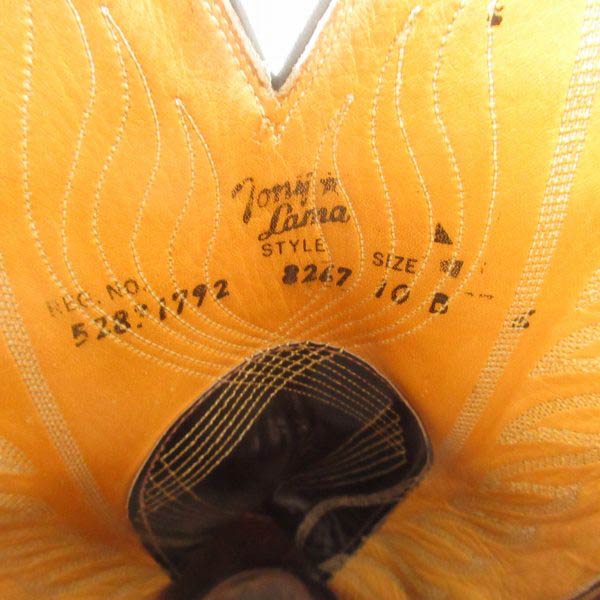 Tony
Lama
STYLE
REG. NO. 8267 SIZE
10 D